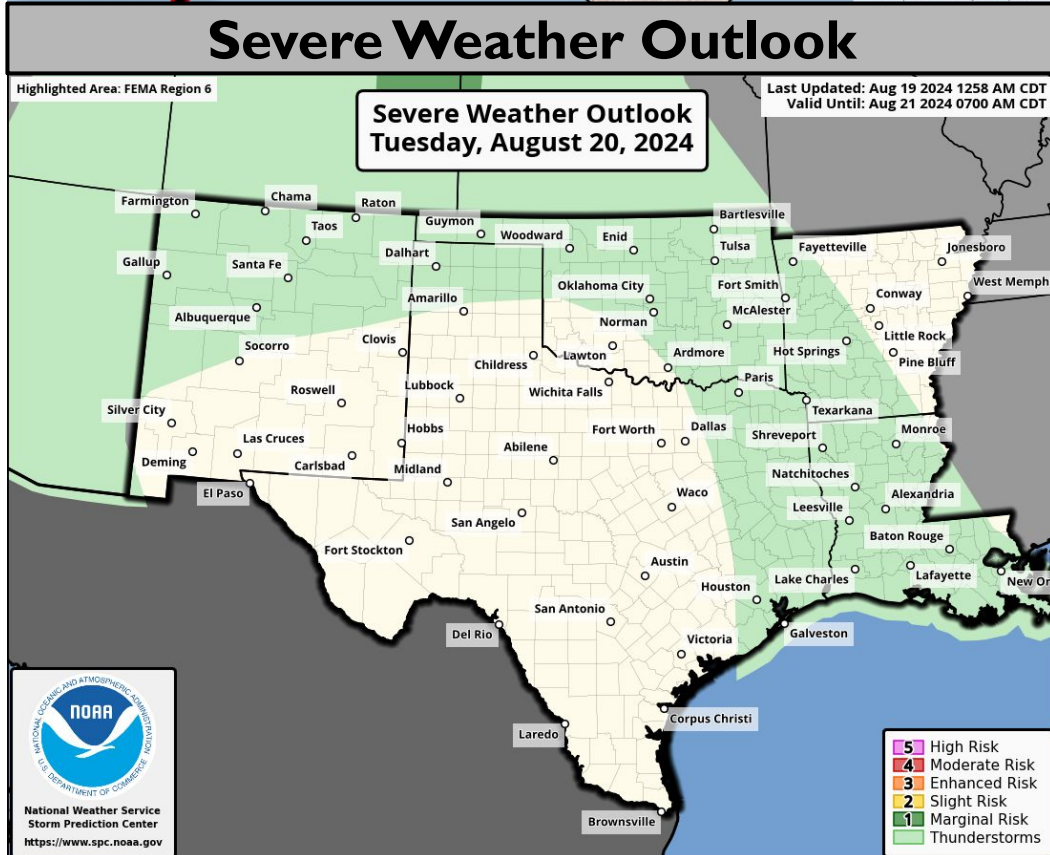 Severe Weather Outlook
Highlighted Area: FEMA Region 6
Last Updated: Aug 19 2024 1258 AM CDT
Valid Until: Aug 21 2024 0700 AM CDT
Severe Weather Outlook
Tuesday, August 20, 2024
Farmington
Chama
Raton
Taos
Guymon
Woodward
Enid
Bartlesville
Tulsa
Fayetteville
Jonesboro
Gallup
Santa Fe
Dalhart
Oklahoma City
Fort Smith
West Memph
Albuquerque
Amarillo
Norman
McAlester
Conway
Socorro
Clovis
Childress
Lawton
Ardmore
Hot Springs
Little Rock
Pine Bluff
Roswell
Lubbock
Wichita Falls
Paris
Texarkana
Silver City
Las Cruces
Hobbs
Abilene
Fort Worth
Dallas
Shreveport
Monroe
Deming
Carlsbad
Midland
Natchitoches
El Paso
San Angelo
Waco
Leesville
Alexandria
Fort Stockton
Austin
Baton Rouge
Houston
Lake Charles
Lafayette
New Or
San Antonio
Del Rio
Victoria
Galveston
Laredo
Corpus Christi
Brownsville
NATIONAL OCEANIC AND ATMOSPHERIC ADMINISTRATION
NOAA
U.S. DEPARTMENT OF COMMERCE
National Weather Service
Storm Prediction Center
https://www.spc.noaa.gov
5 High Risk
4 Moderate Risk
3 Enhanced Risk
2 Slight Risk
1 Marginal Risk
Thunderstorms